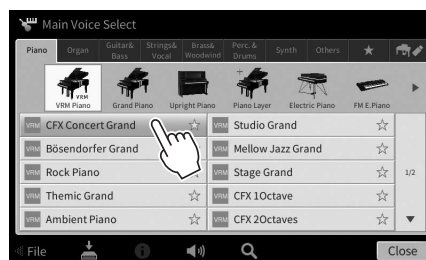 Main Voice Select
Piano Organ Guitar& Bass Strings& Vocal Brass& Woodwind Perc. & Drums Synth Others
VRM
VRM Piano Grand Piano Upright Piano Piano Layer Electric Piano FM E.Piano
VRM CFX Concert Grand VRM Studio Grand
VRM Bösendorfer Grand VRM Mellow Jazz Grand
VRM Rock Piano VRM Stage Grand 1/2
VRM Themic Grand VRM CFX 1Octave
VRM Ambient Piano VRM CFX 2Octaves
File Close